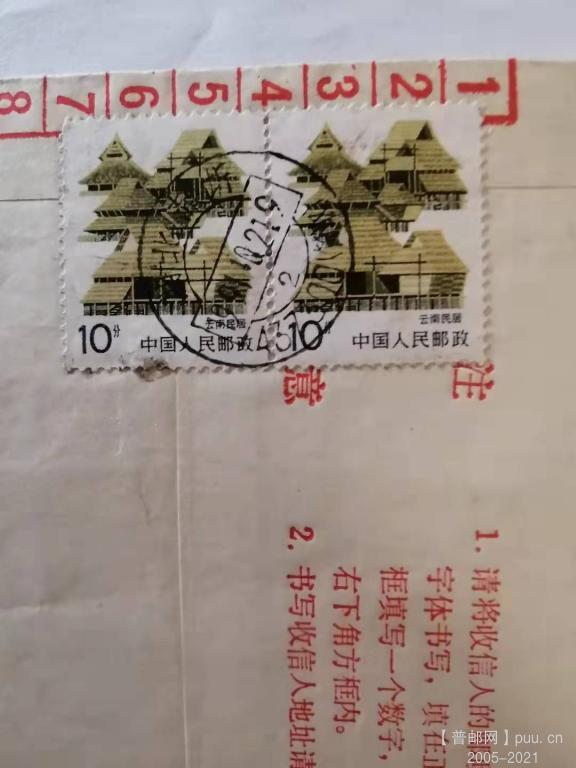 1 2 3 4 5 6 7 8
云南民居
10分
中国人民邮政
云南民居
10分
中国人民邮政
注意
1. 请将收信人的
字体书写，填在
框填写一个数字，
右下角方框内。
2. 书写收信人地址请
【普邮网】puu.cn
2005-2021